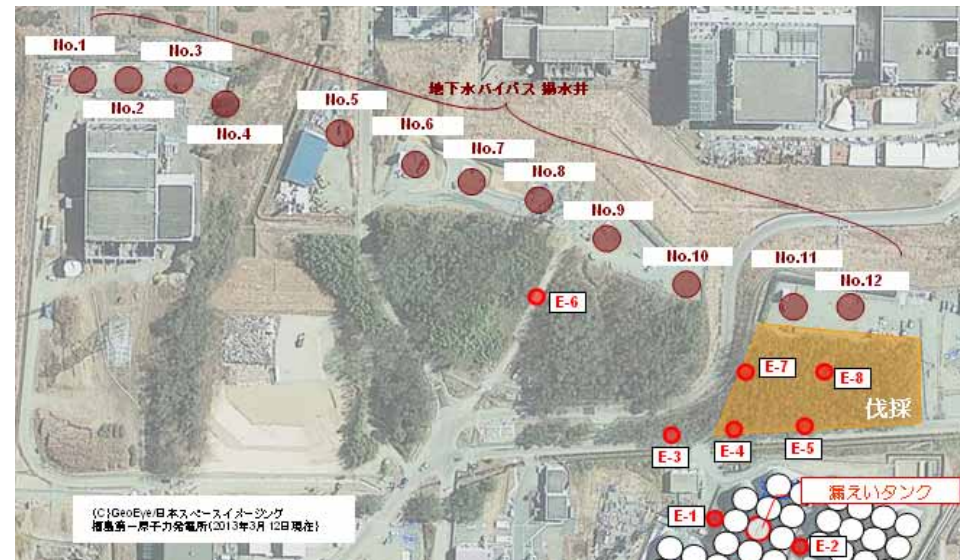 No.1
No.3
No.2
No.4
No.5
地下水バイパス 揚水井
No.6
No.7
No.8
No.9
No.10
No.11
No.12
E-6
E-7
E-8
伐採
E-3
E-4
E-5
漏えいタンク
E-1
E-2
(C)GeoEye/日本スペースイメージング
福島第一原子力発電所(2013年3月12日現在)